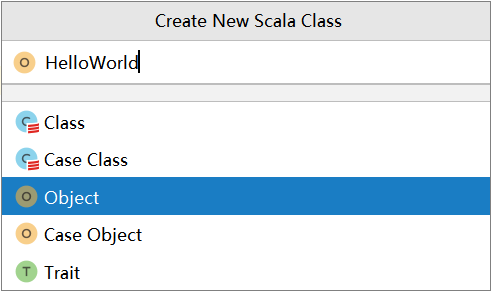 Create New Scala Class
O HelloWorld
C Class
C Case Class
O Object
O Case Object
T Trait